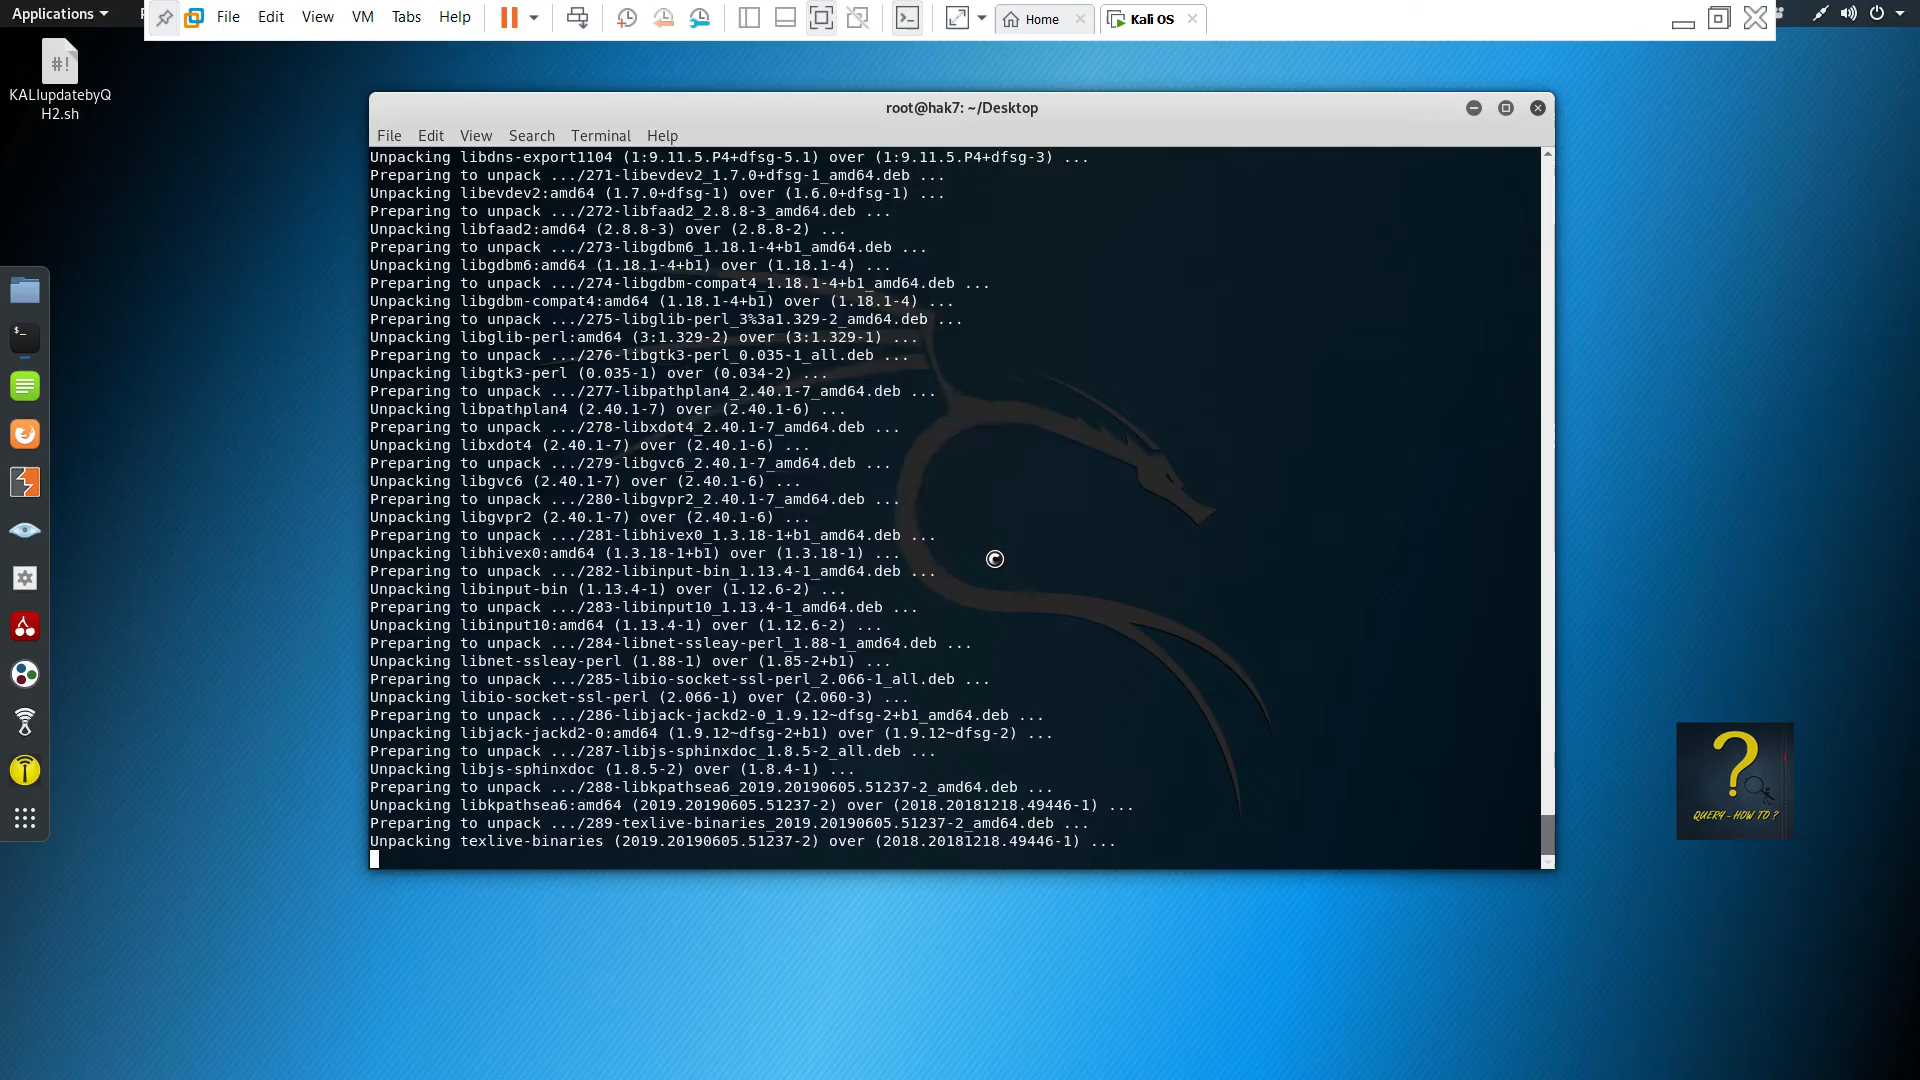 Applications
File Edit View VM Tabs Help
Home
Kali OS
#!
KALIupdatebyQ
H2.sh
root@hak7: ~/Desktop
File Edit View Search Terminal Help
Unpacking libdns-export1104 (1:9.11.5.P4+dfsg-5.1) over (1:9.11.5.P4+dfsg-3) ...
Preparing to unpack .../271-libevdev2_1.7.0+dfsg-1_amd64.deb ...
Unpacking libevdev2:amd64 (1.7.0+dfsg-1) over (1.6.0+dfsg-1) ...
Preparing to unpack .../272-libfaad2_2.8.8-3_amd64.deb ...
Unpacking libfaad2:amd64 (2.8.8-3) over (2.8.8-2) ...
Preparing to unpack .../273-libgdbm6_1.18.1-4+b1_amd64.deb ...
Unpacking libgdbm6:amd64 (1.18.1-4+b1) over (1.18.1-4) ...
Preparing to unpack .../274-libgdbm-compat4_1.18.1-4+b1_amd64.deb ...
Unpacking libgdbm-compat4:amd64 (1.18.1-4+b1) over (1.18.1-4) ...
Preparing to unpack .../275-libglib-perl_3%3a1.329-2_amd64.deb ...
Unpacking libglib-perl:amd64 (3:1.329-2) over (3:1.329-1) ...
Preparing to unpack .../276-libgtk3-perl_0.035-1_all.deb ...
Unpacking libgtk3-perl (0.035-1) over (0.034-2) ...
Preparing to unpack .../277-libpathplan4_2.40.1-7_amd64.deb ...
Unpacking libpathplan4 (2.40.1-7) over (2.40.1-6) ...
Preparing to unpack .../278-libxdot4_2.40.1-7_amd64.deb ...
Unpacking libxdot4 (2.40.1-7) over (2.40.1-6) ...
Preparing to unpack .../279-libgvc6_2.40.1-7_amd64.deb ...
Unpacking libgvc6 (2.40.1-7) over (2.40.1-6) ...
Preparing to unpack .../280-libgvpr2_2.40.1-7_amd64.deb ...
Unpacking libgvpr2 (2.40.1-7) over (2.40.1-6) ...
Preparing to unpack .../281-libhivex0_1.3.18-1+b1_amd64.deb ...
Unpacking libhivex0:amd64 (1.3.18-1+b1) over (1.3.18-1) ...
Preparing to unpack .../282-libinput-bin_1.13.4-1_amd64.deb ...
Unpacking libinput-bin (1.13.4-1) over (1.12.6-2) ...
Preparing to unpack .../283-libinput10_1.13.4-1_amd64.deb ...
Unpacking libinput10:amd64 (1.13.4-1) over (1.12.6-2) ...
Preparing to unpack .../284-libnet-ssleay-perl_1.88-1_amd64.deb ...
Unpacking libnet-ssleay-perl (1.88-1) over (1.85-2+b1) ...
Preparing to unpack .../285-libio-socket-ssl-perl_2.066-1_all.deb ...
Unpacking libio-socket-ssl-perl (2.066-1) over (2.060-3) ...
Preparing to unpack .../286-libjack-jackd2-0_1.9.12~dfsg-2+b1_amd64.deb ...
Unpacking libjack-jackd2-0:amd64 (1.9.12~dfsg-2+b1) over (1.9.12~dfsg-2) ...
Preparing to unpack .../287-libjs-sphinxdoc_1.8.5-2_all.deb ...
Unpacking libjs-sphinxdoc (1.8.5-2) over (1.8.4-1) ...
Preparing to unpack .../288-libkpathsea6_2019.20190605.51237-2_amd64.deb ...
Unpacking libkpathsea6:amd64 (2019.20190605.51237-2) over (2018.20181218.49446-1) ...
Preparing to unpack .../289-texlive-binaries_2019.20190605.51237-2_amd64.deb ...
Unpacking texlive-binaries (2019.20190605.51237-2) over (2018.20181218.49446-1) ...
?
QUERY - HOW TO ?